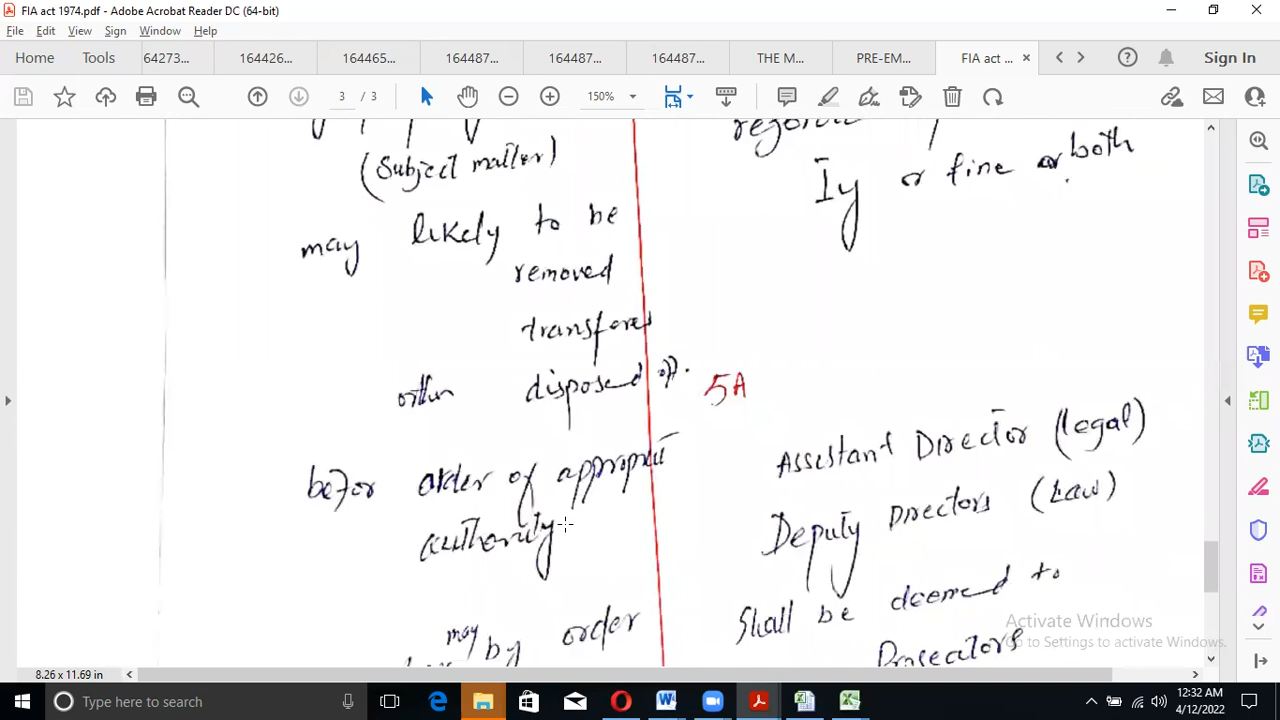 FIA act 1974.pdf - Adobe Acrobat Reader DC (64-bit)
File Edit View Sign Window Help
Home Tools 64273... 164426... 164465... 164487... 164487... 164487... THE M... PRE-EM... FIA act ... Sign In
3 / 3 150%
(Subject matter)
may likely to be
removed
transfered
disposed off.
befor order of
authority
may by order
Iy or fine or both
5A
Assistant Director (legal)
Deputy Directors (Law)
Shall be deemed to
Prosecutors
Activate Windows
Go to Settings to activate Windows.
8.26 x 11.69 in
Type here to search
12:32 AM
4/12/2022